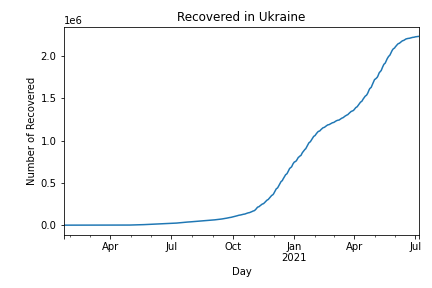 Recovered in Ukraine
1e6
2.0
1.5
1.0
0.5
0.0
Number of Recovered
Apr
Jul
Oct
Jan
2021
Apr
Jul
Day